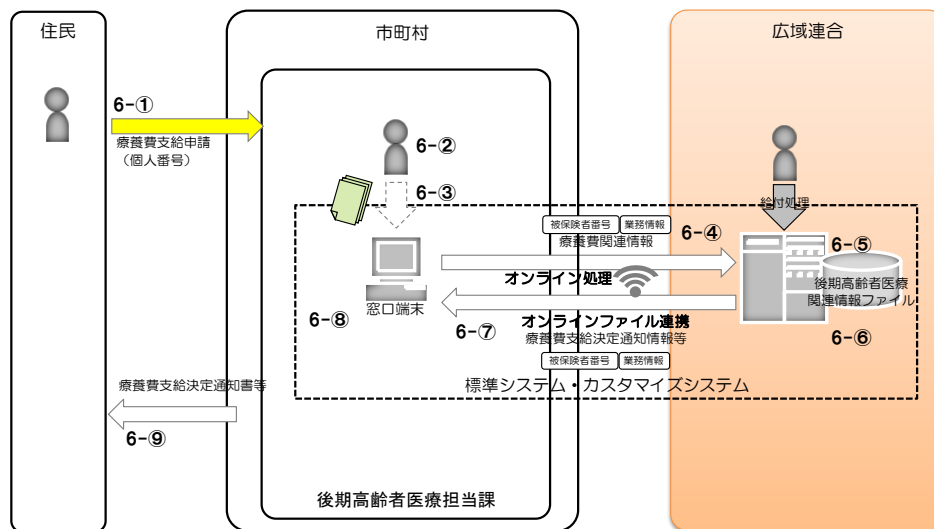 住民
市町村
広域連合
6-①
療養費支給申請
（個人番号）
6-②
6-③
給付処理
被保険者番号
業務情報
療養費関連情報
6-④
6-⑤
オンライン処理
後期高齢者医療
関連情報ファイル
窓口端末
6-⑧
6-⑦
オンラインファイル連携
療養費支給決定通知情報等
6-⑥
被保険者番号
業務情報
標準システム・カスタマイズシステム
療養費支給決定通知書等
6-⑨
後期高齢者医療担当課